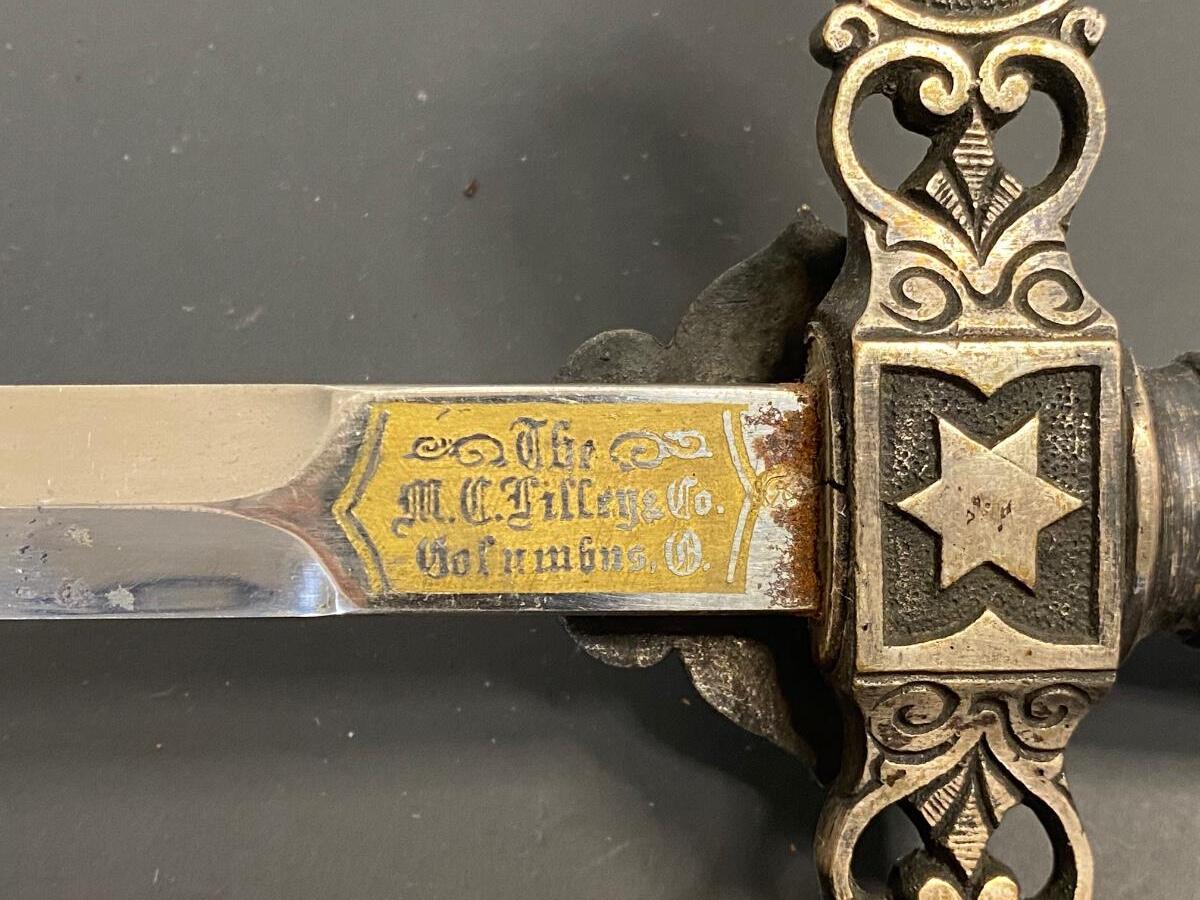 The
M.C. Lilley & Co.
Columbus, O.